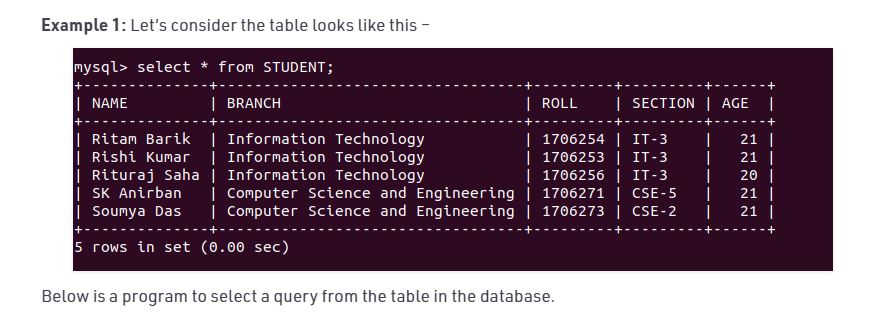 Example 1: Let's consider the table looks like this –
mysql> select * from STUDENT;
+--------------+----------------------------------+---------+---------+------+
| NAME         | BRANCH                           | ROLL    | SECTION | AGE  |
+--------------+----------------------------------+---------+---------+------+
| Ritam Barik  | Information Technology           | 1706254 | IT-3    |   21 |
| Rishi Kumar  | Information Technology           | 1706253 | IT-3    |   21 |
| Rituraj Saha | Information Technology           | 1706256 | IT-3    |   20 |
| SK Anirban   | Computer Science and Engineering | 1706271 | CSE-5   |   21 |
| Soumya Das   | Computer Science and Engineering | 1706273 | CSE-2   |   21 |
+--------------+----------------------------------+---------+---------+------+
5 rows in set (0.00 sec)
Below is a program to select a query from the table in the database.